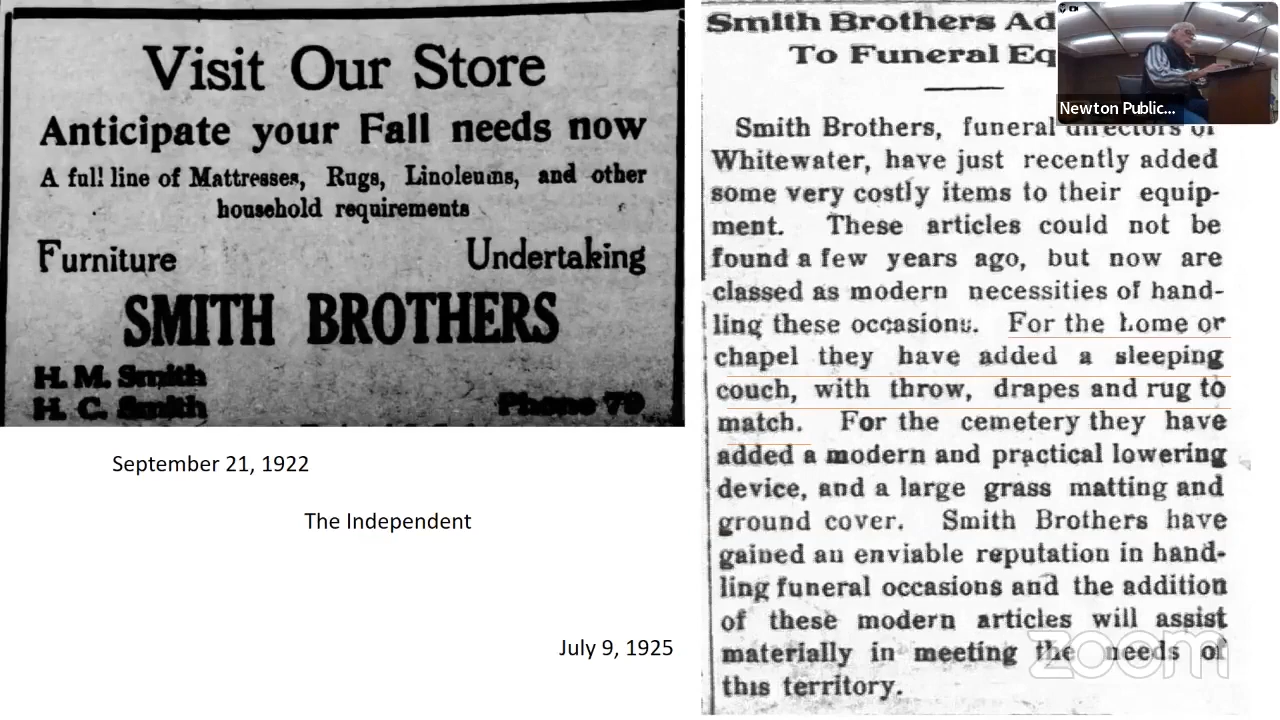 Visit Our Store
Anticipate your Fall needs now
A full line of Mattresses, Rugs, Linoleums, and other
household requirements
Furniture Undertaking
SMITH BROTHERS
H. M. Smith
H. C. Smith Phone 79
September 21, 1922
The Independent
July 9, 1925
Smith Brothers Ad
To Funeral Eq
Smith Brothers, funeral directors of
Whitewater, have just recently added
some very costly items to their equip-
ment. These articles could not be
found a few years ago, but now are
classed as modern necessities of hand-
ling these occasions. For the home or
chapel they have added a sleeping
couch, with throw, drapes and rug to
match. For the cemetery they have
added a modern and practical lowering
device, and a large grass matting and
ground cover. Smith Brothers have
gained an enviable reputation in hand-
ling funeral occasions and the addition
of these modern articles will assist
materially in meeting the needs of
this territory.
Newton Public...
zoom